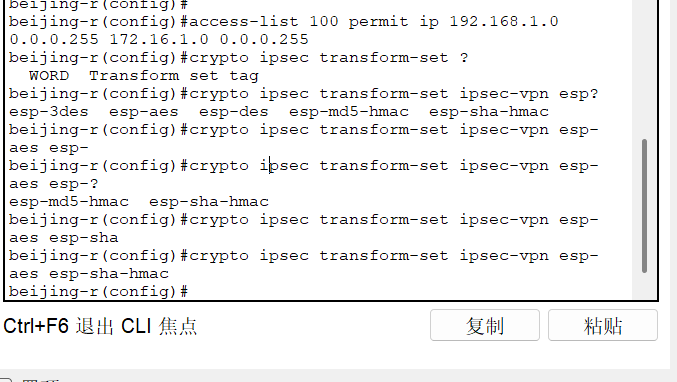 beijing-r(config)#
beijing-r(config)#access-list 100 permit ip 192.168.1.0
0.0.0.255 172.16.1.0 0.0.0.255
beijing-r(config)#crypto ipsec transform-set ?
  WORD  Transform set tag
beijing-r(config)#crypto ipsec transform-set ipsec-vpn esp?
esp-3des  esp-aes  esp-des  esp-md5-hmac  esp-sha-hmac
beijing-r(config)#crypto ipsec transform-set ipsec-vpn esp-
aes esp-
beijing-r(config)#crypto ipsec transform-set ipsec-vpn esp-
aes esp-?
esp-md5-hmac  esp-sha-hmac
beijing-r(config)#crypto ipsec transform-set ipsec-vpn esp-
aes esp-sha
beijing-r(config)#crypto ipsec transform-set ipsec-vpn esp-
aes esp-sha-hmac
beijing-r(config)#
Ctrl+F6 退出 CLI 焦点
复制
粘贴